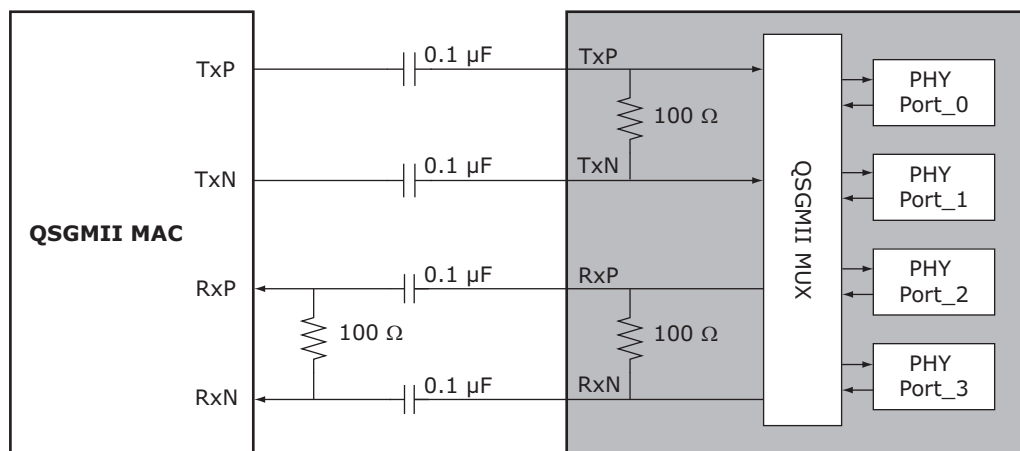 TxP
0.1 µF
TxP
100 Ω
TxN
0.1 µF
TxN
QSGMII MAC
RxP
0.1 µF
RxP
100 Ω
100 Ω
RxN
0.1 µF
RxN
QSGMII MUX
PHY
Port_0
PHY
Port_1
PHY
Port_2
PHY
Port_3